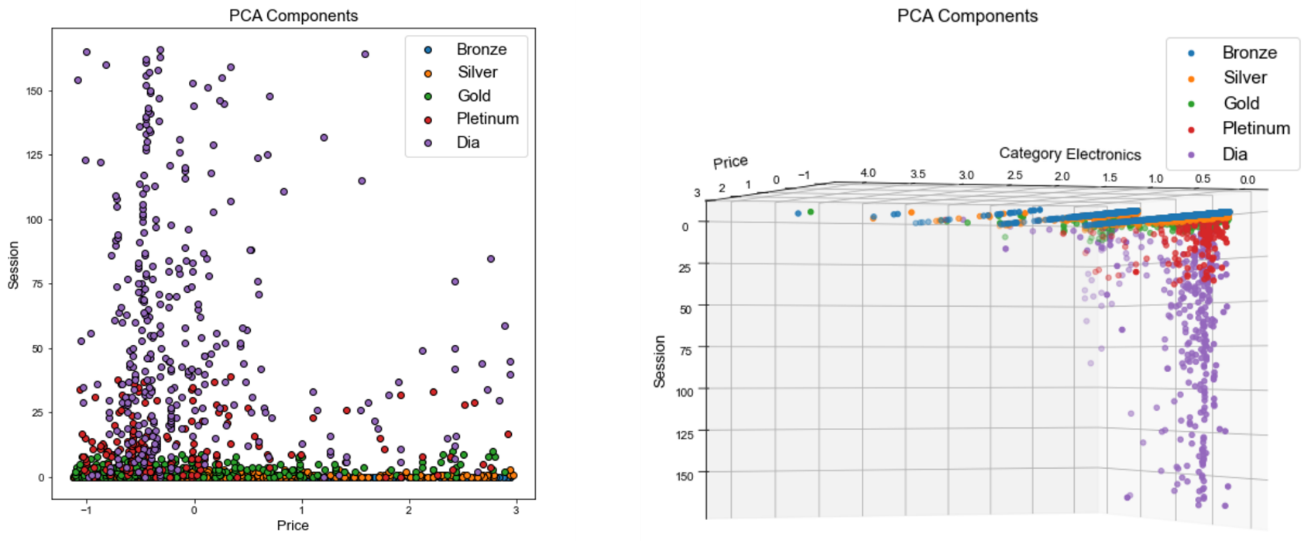 PCA Components
Bronze
Silver
Gold
Pletinum
Dia
150
125
100
75
50
25
0
Session
−1
0
1
2
3
Price
PCA Components
Bronze
Silver
Gold
Pletinum
Dia
Price
Category Electronics
3 2 1 0 −1
4.0 3.5 3.0 2.5 2.0 1.5 1.0 0.5 0.0
0
25
50
75
100
125
150
Session